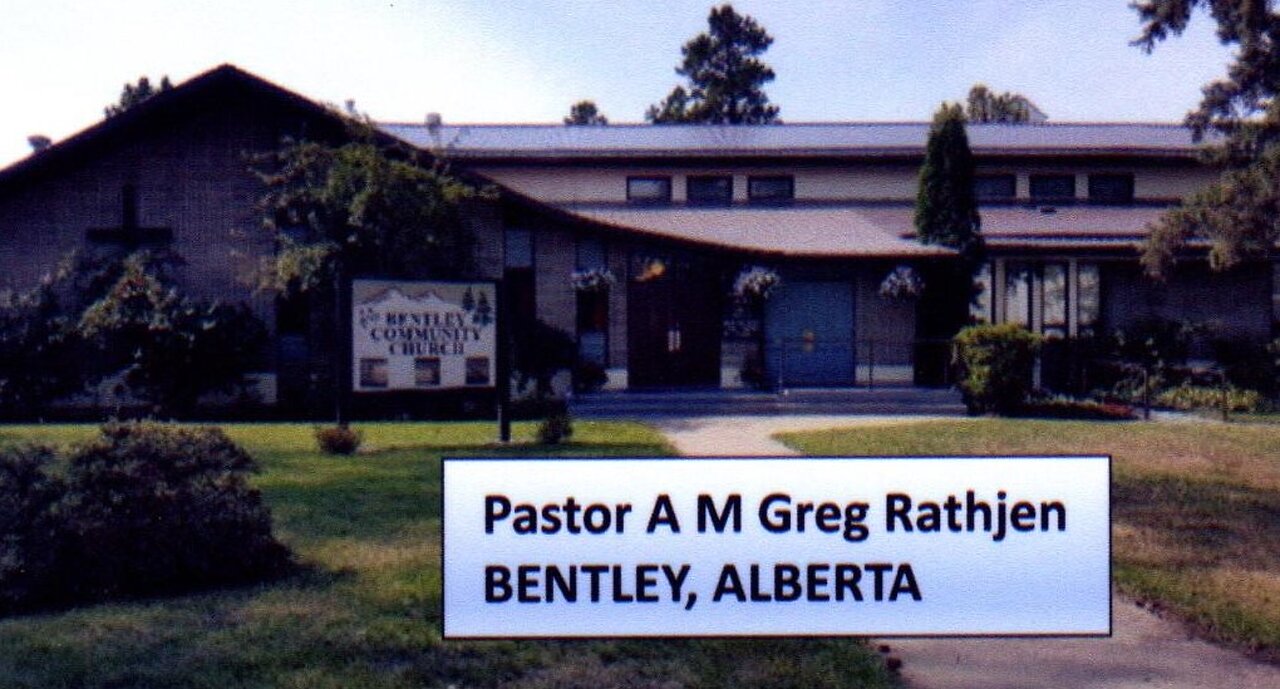 BENTLEY
COMMUNITY
CHURCH
Pastor A M Greg Rathjen
BENTLEY, ALBERTA